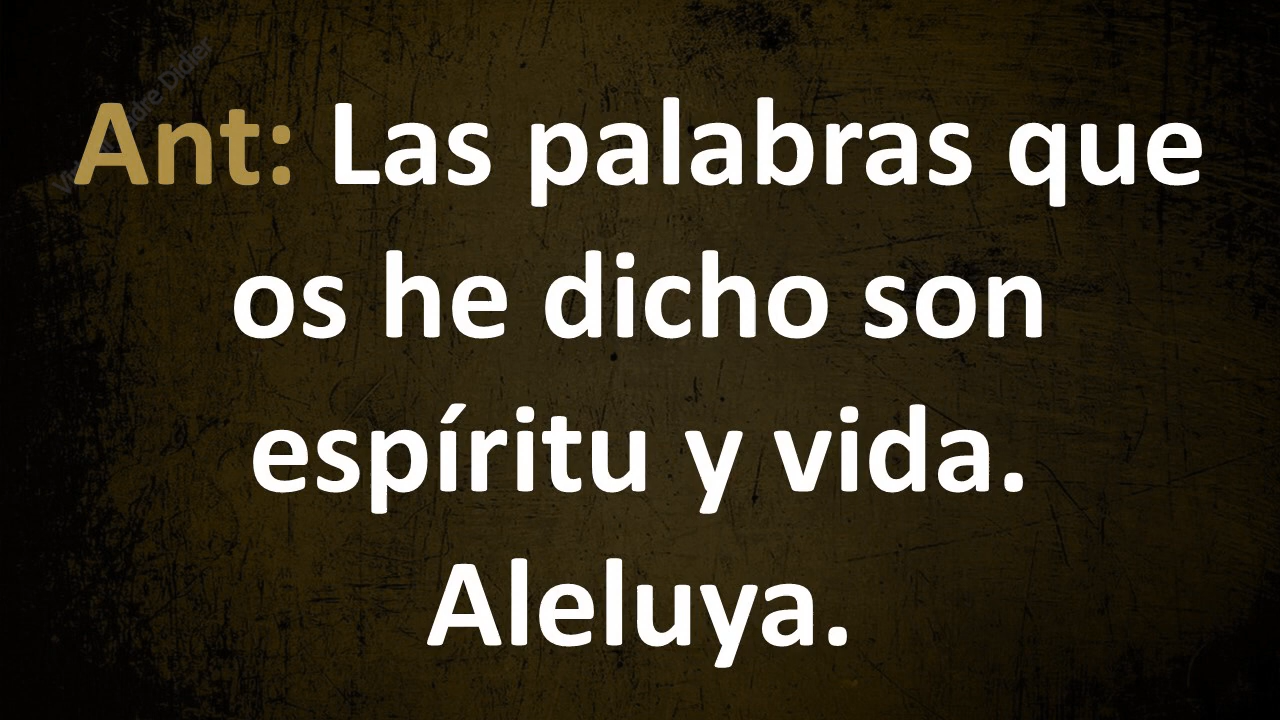 Ant: Las palabras que
os he dicho son
espíritu y vida.
Aleluya.